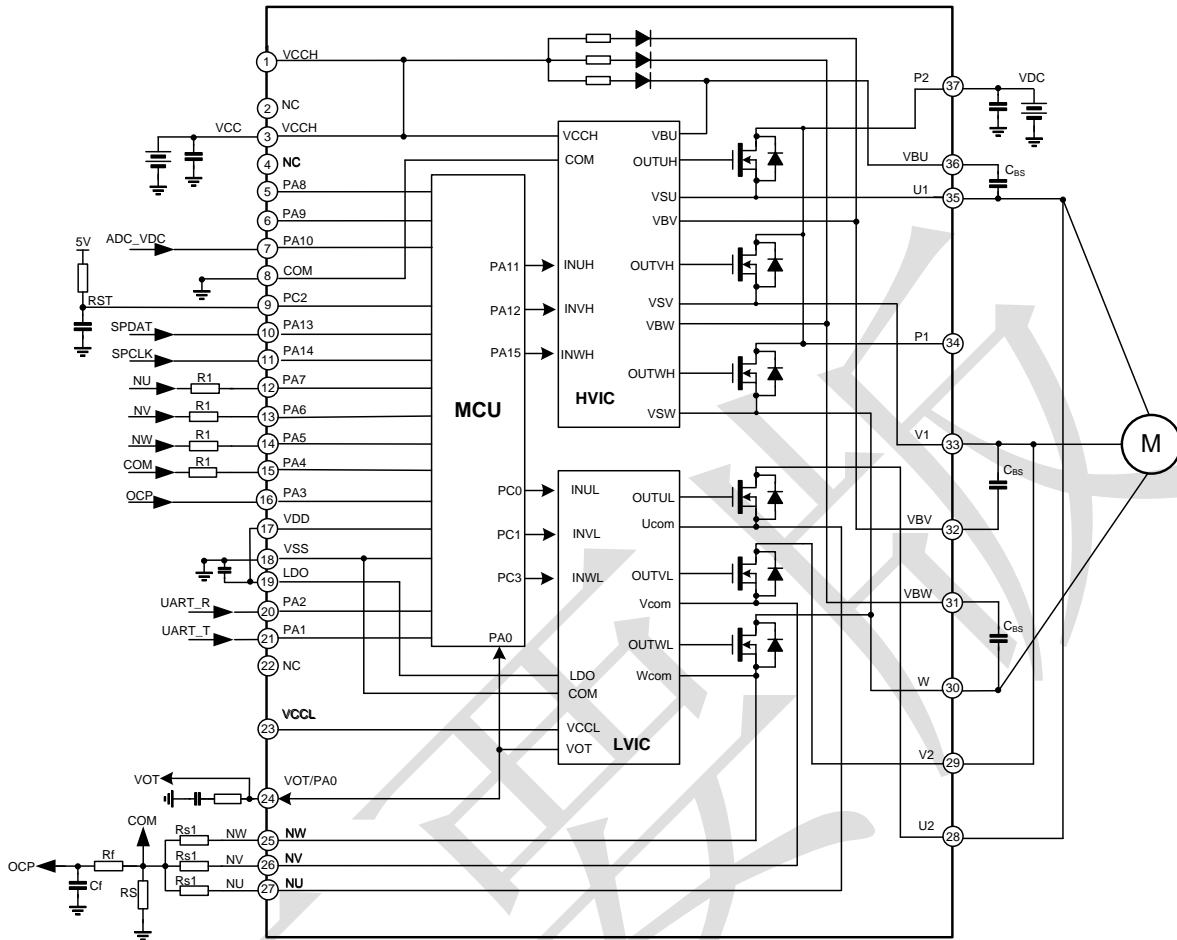 1 VCCH
2 NC
VCC 3 VCCH
4 NC
5 PA8
6 PA9
ADC_VDC 7 PA10
5V
8 COM
RST 9 PC2
SPDAT 10 PA13
SPCLK 11 PA14
NU R1 12 PA7
NV R1 13 PA6
NW R1 14 PA5
COM R1 15 PA4
OCP 16 PA3
17 VDD
18 VSS
19 LDO
UART_R 20 PA2
UART_T 21 PA1
22 NC
23 VCCL
VOT 24 VOT/PA0
COM
Rs1 NW 25 NW
OCP Rf Rs1 NV 26 NV
Cf RS Rs1 NU 27 NU
MCU
PA11
PA12
PA15
PC0
PC1
PC3
PA0
VCCH
COM
INUH
INVH
INWH
HVIC
VBU
OUTUH
VSU
VBV
OUTVH
VSV
VBW
OUTWH
VSW
INUL
INVL
INWL
LDO
COM
VCCL
VOT
LVIC
OUTUL
Ucom
OUTVL
Vcom
OUTWL
Wcom
P2 37 VDC
VBU 36
CBS
U1 35
P1 34
V1 33
CBS
VBV 32
VBW 31
CBS
W 30
V2 29
U2 28
M